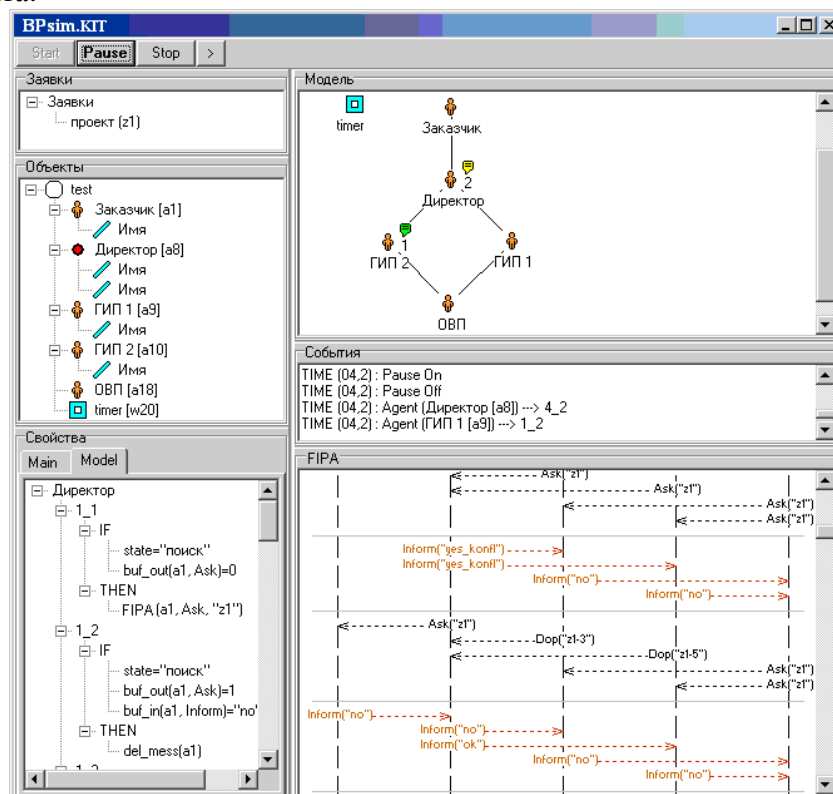 BPsim.KIT
Start Pause Stop >
Заявки
Заявки
проект (z1)
Объекты
test
Заказчик [a1]
Имя
Директор [a8]
Имя
Имя
ГИП 1 [a9]
Имя
ГИП 2 [a10]
Имя
ОВП [a18]
timer [w20]
Свойства
Main Model
Директор
1_1
IF
state="поиск"
buf_out(a1, Ask)=0
THEN
FIPA(a1, Ask, "z1")
1_2
IF
state="поиск"
buf_out(a1, Ask)=1
buf_in(a1, Inform)="no"
THEN
del_mess(a1)
Модель
timer
Заказчик
2
Директор
1
ГИП 2
ГИП 1
ОВП
События
TIME (04,2) : Pause On
TIME (04,2) : Pause Off
TIME (04,2) : Agent (Директор [a8]) ---> 4_2
TIME (04,2) : Agent (ГИП 1 [a9]) ---> 1_2
FIPA
Ask("z1")
Ask("z1")
Ask("z1")
Ask("z1")
Inform("yes_konfl")
Inform("yes_konfl")
Inform("no")
Inform("no")
Ask("z1")
Dop("z1-3")
Dop("z1-5")
Ask("z1")
Ask("z1")
Inform("no")
Inform("no")
Inform("ok")
Inform("no")
Inform("no")